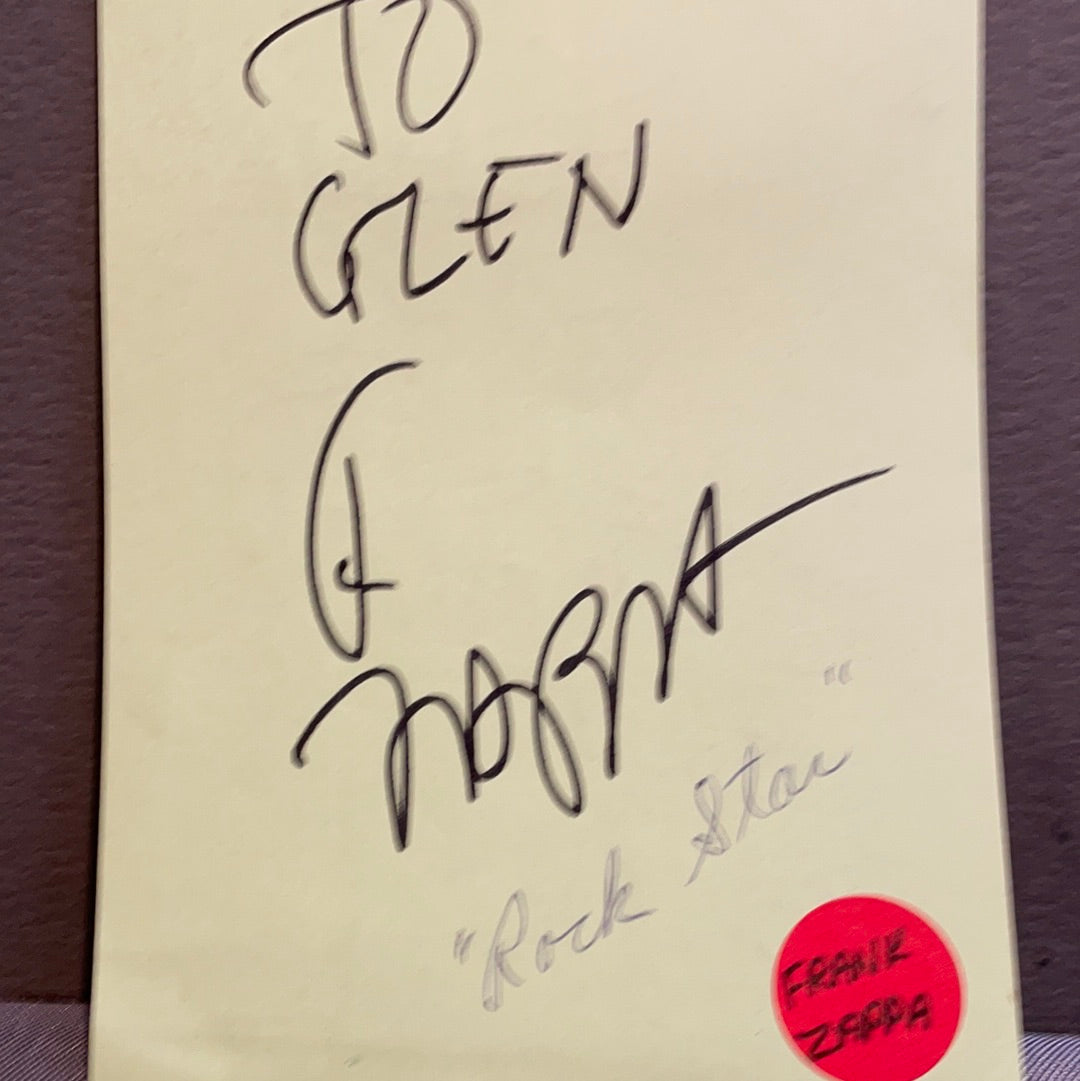 TO
GLEN
F
ZAPPA
"Rock Star"
FRANK
ZAPPA